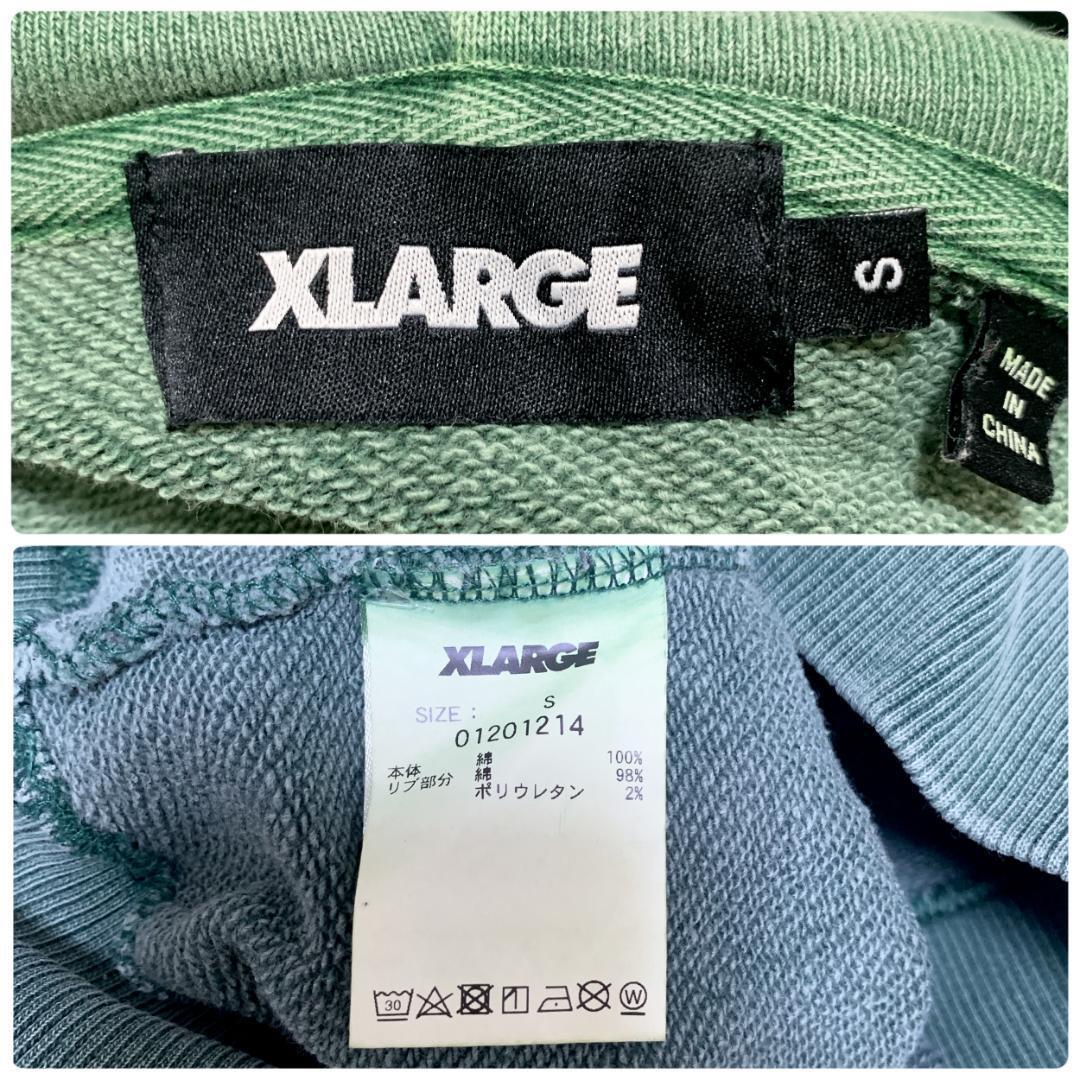 XLARGE
S
MADE
IN
CHINA
XLARGE
SIZE : S
01201214
本体 綿 100%
リブ部分 綿 98%
ポリウレタン 2%
30
W